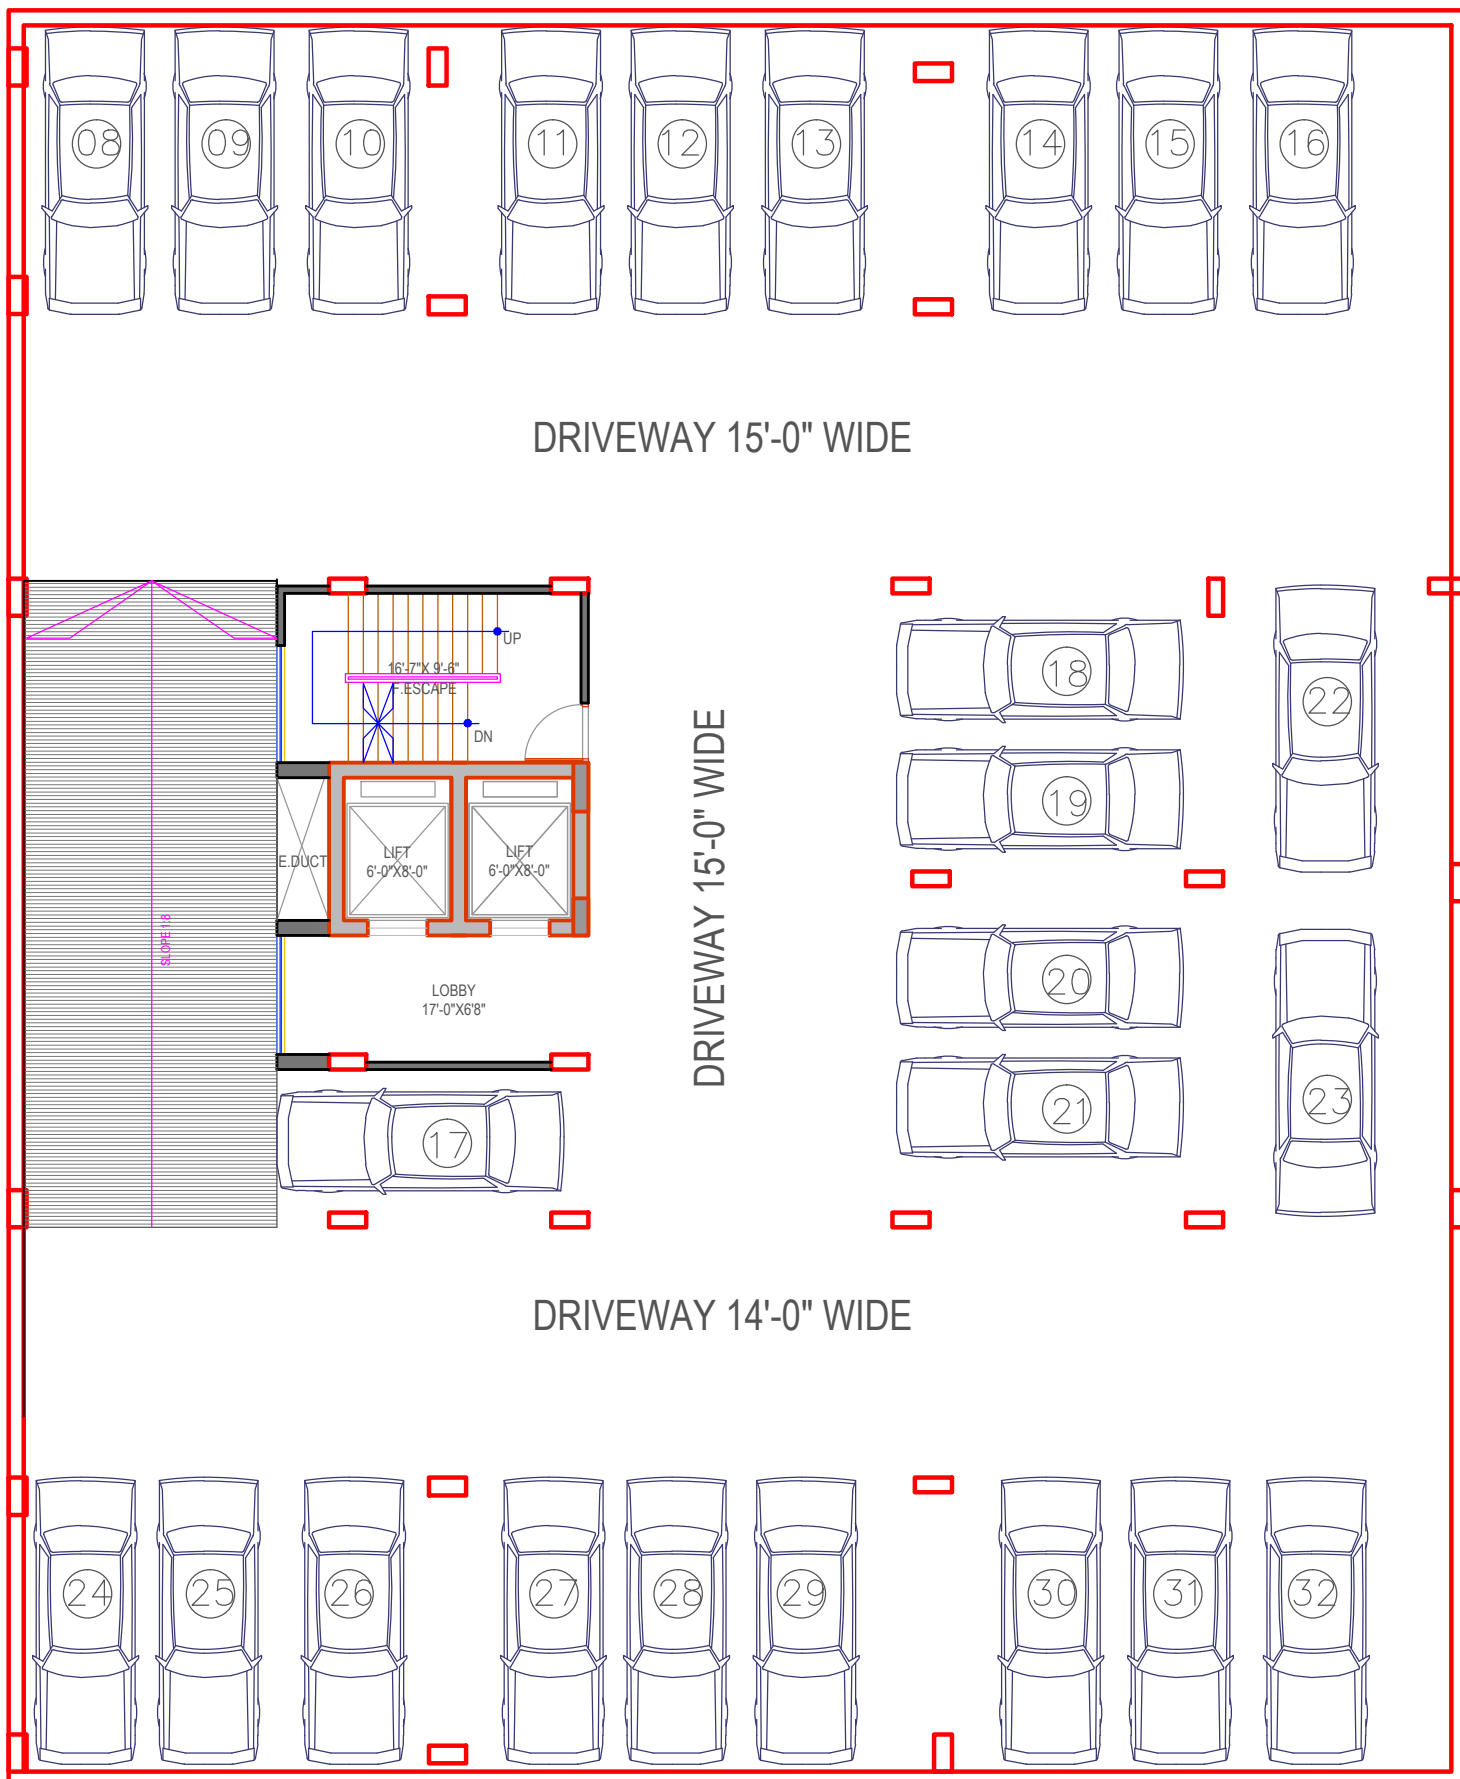 08
09
10
11
12
13
14
15
16
DRIVEWAY 15'-0" WIDE
UP
16'-7"X 9'-6"
F.ESCAPE
DN
E.DUCT
LIFT
6'-0"X8'-0"
LIFT
6'-0"X8'-0"
SLOPE 1:8
LOBBY
17'-0"X6'8"
17
DRIVEWAY 15'-0" WIDE
18
19
20
21
22
23
DRIVEWAY 14'-0" WIDE
24
25
26
27
28
29
30
31
32